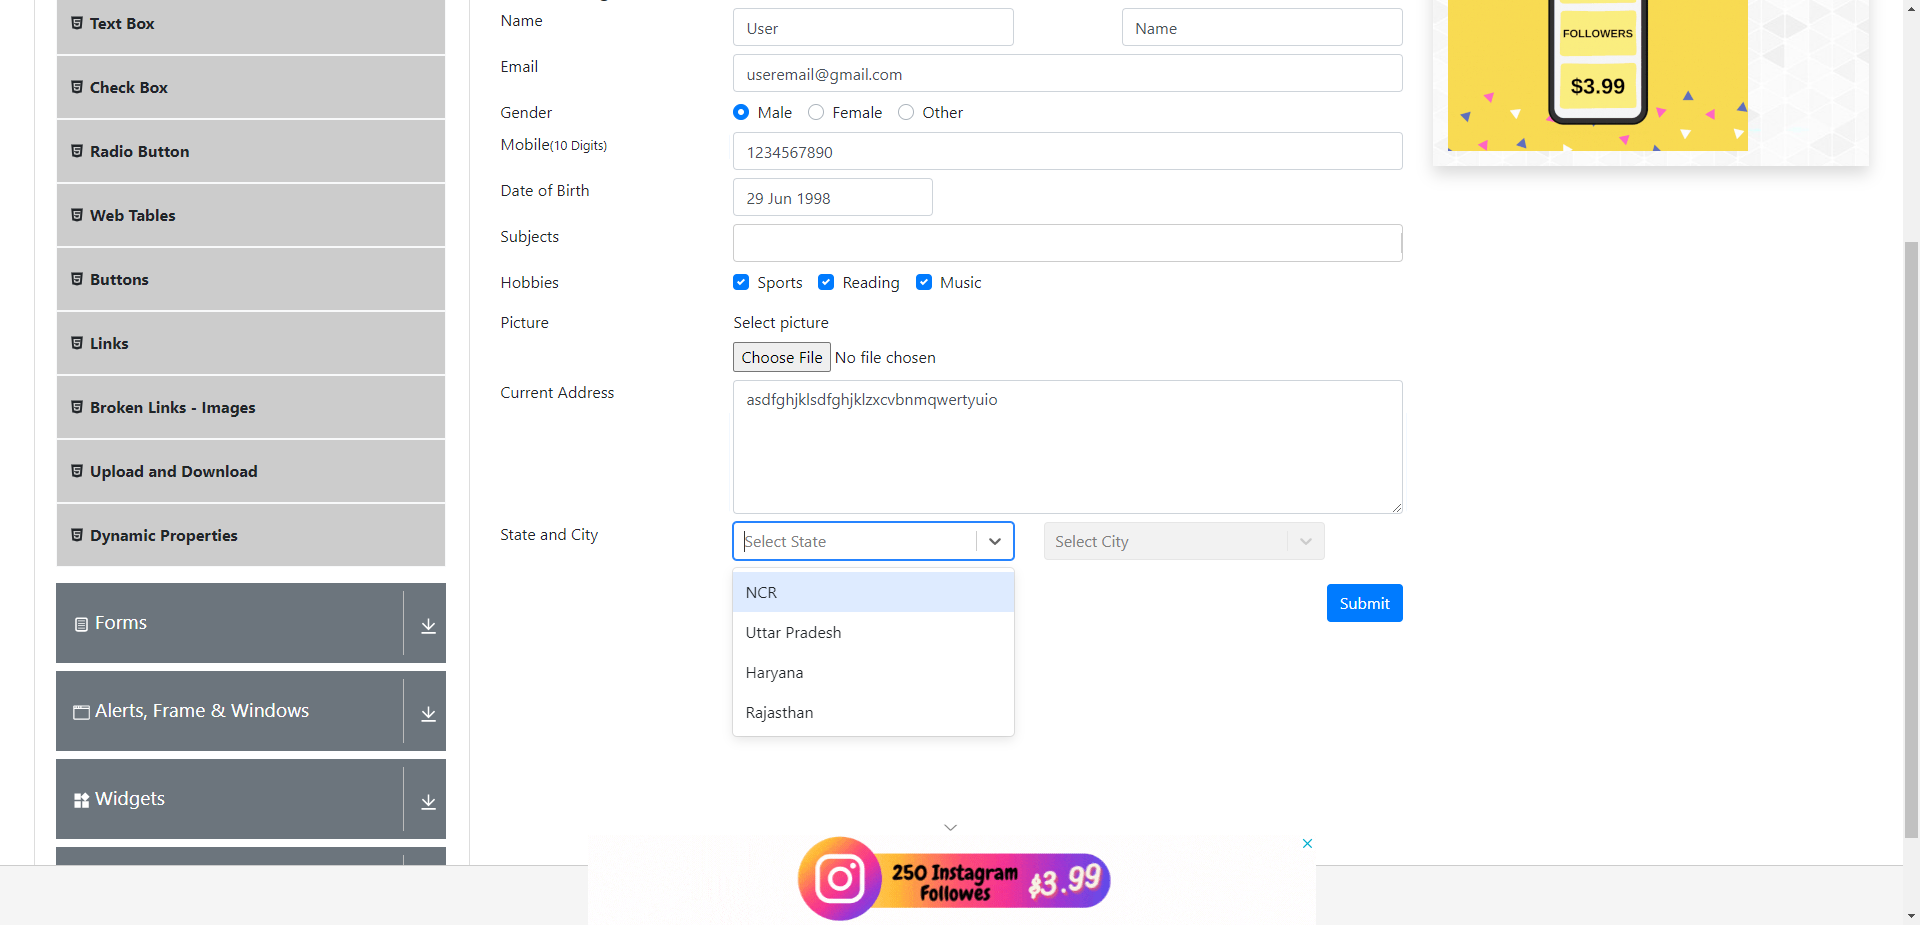 Text Box
Check Box
Radio Button
Web Tables
Buttons
Links
Broken Links - Images
Upload and Download
Dynamic Properties
Forms
Alerts, Frame & Windows
Widgets
Name
User
Name
Email
useremail@gmail.com
Gender
Male
Female
Other
Mobile(10 Digits)
1234567890
Date of Birth
29 Jun 1998
Subjects
Hobbies
Sports
Reading
Music
Picture
Select picture
Choose File
No file chosen
Current Address
asdfghjklsdfghjklzxcvbnmqwertyuio
State and City
Select State
Select City
NCR
Uttar Pradesh
Haryana
Rajasthan
Submit
FOLLOWERS
$3.99
250 Instagram
Followes
$3.99